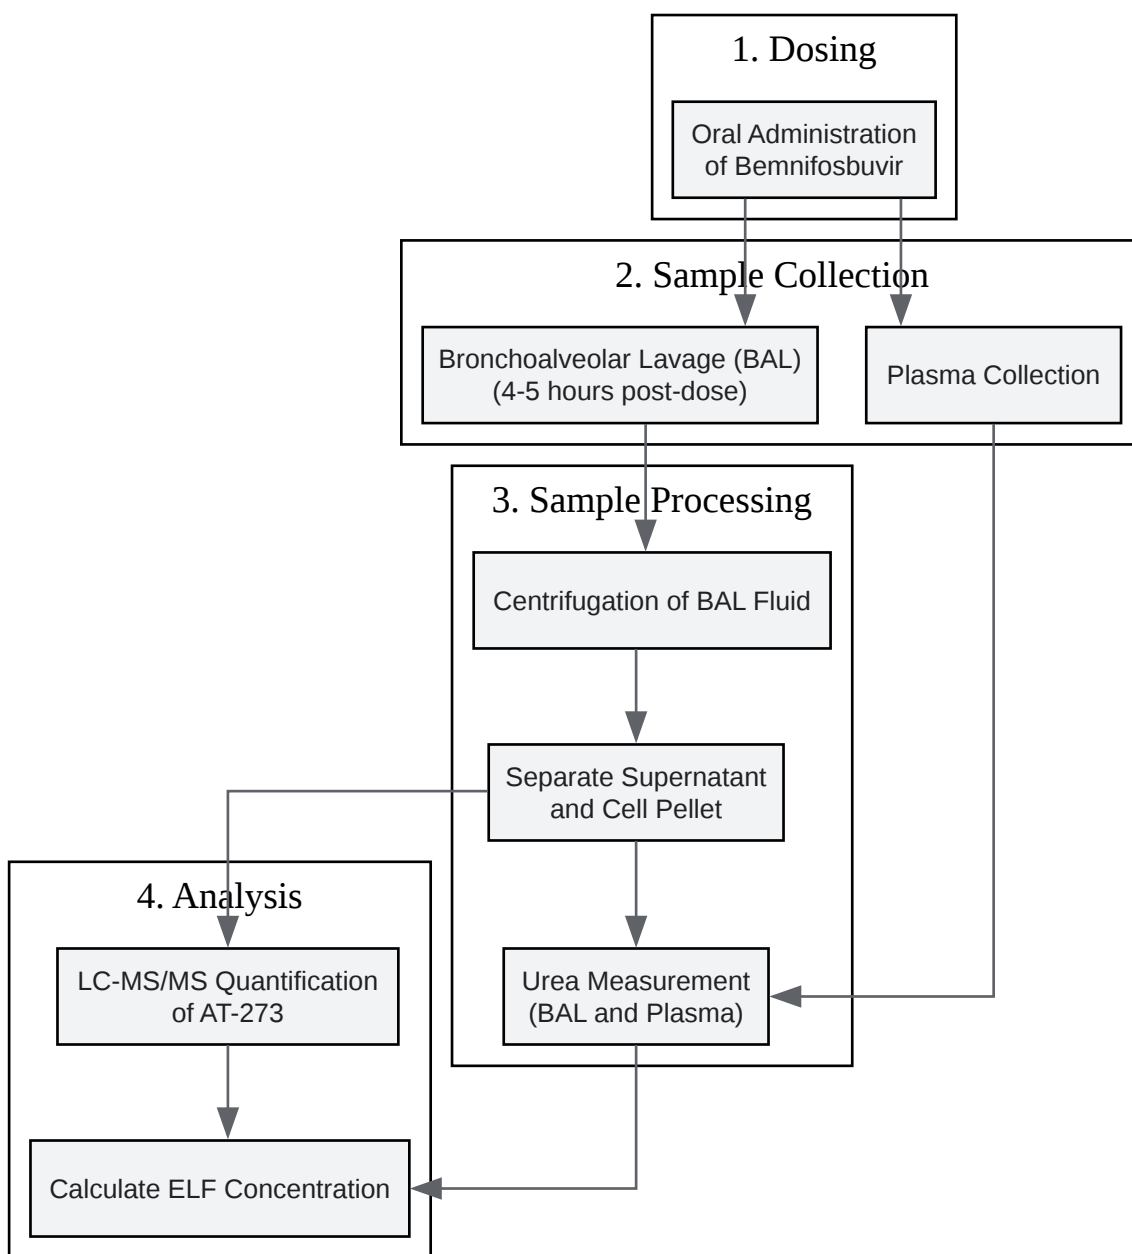 1. Dosing
Oral Administration
of Bemnifosbuvir
2. Sample Collection
Bronchoalveolar Lavage (BAL)
(4-5 hours post-dose)
Plasma Collection
3. Sample Processing
Centrifugation of BAL Fluid
Separate Supernatant
and Cell Pellet
Urea Measurement
(BAL and Plasma)
4. Analysis
LC-MS/MS Quantification
of AT-273
Calculate ELF Concentration